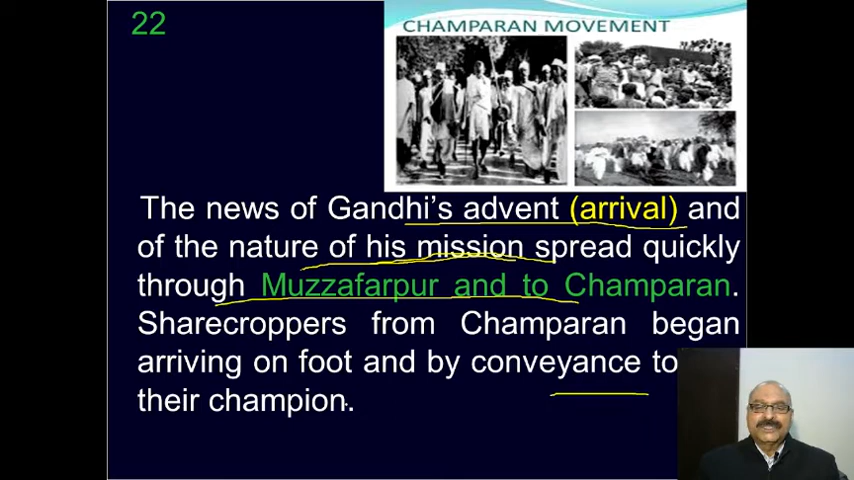 22
CHAMPARAN MOVEMENT
The news of Gandhi's advent (arrival) and
of the nature of his mission spread quickly
through Muzzafarpur and to Champaran.
Sharecroppers from Champaran began
arriving on foot and by conveyance to
their champion.